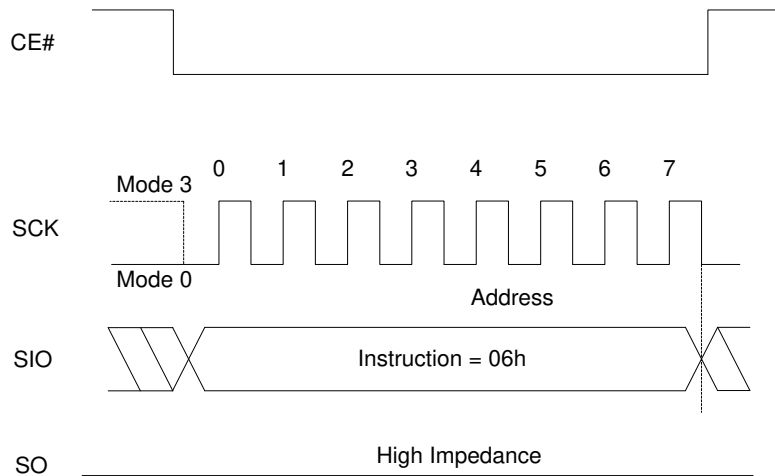 CE#
0 1 2 3 4 5 6 7
Mode 3
SCK
Mode 0
Address
SIO
Instruction = 06h
High Impedance
SO